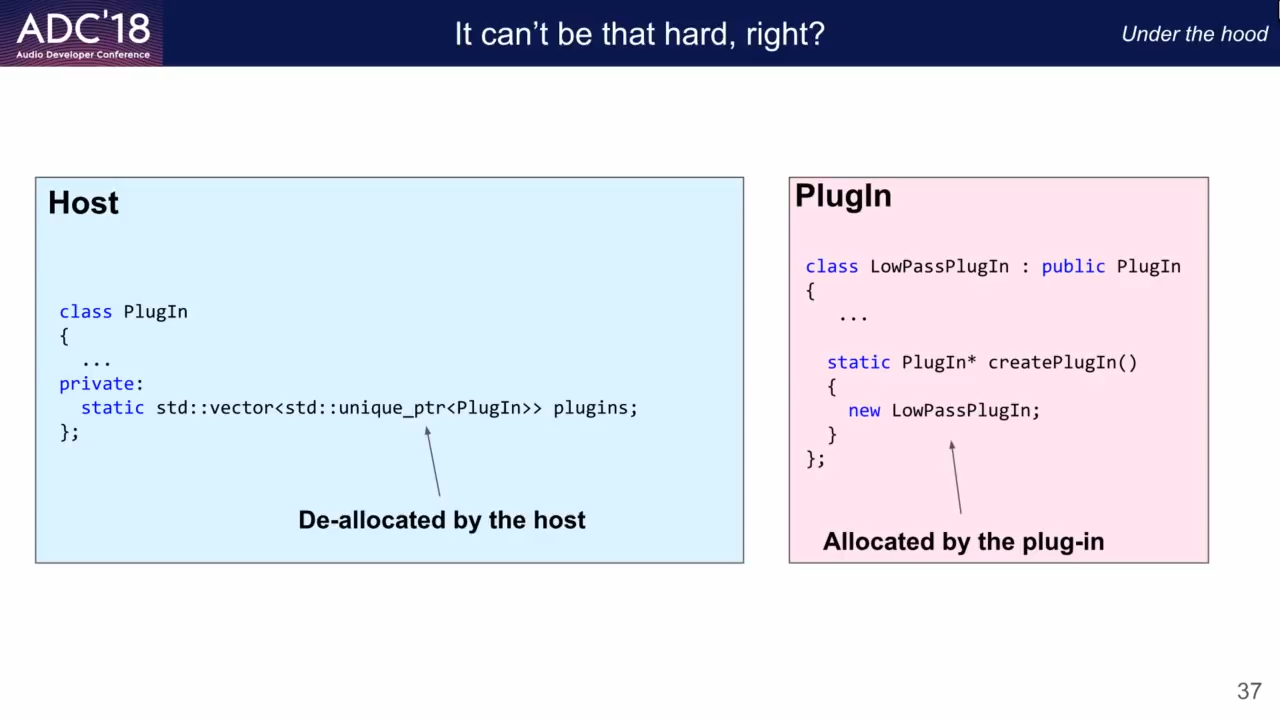 ADC'18
Audio Developer Conference
It can't be that hard, right?
Under the hood
Host
class PlugIn
{
  ...
private:
  static std::vector<std::unique_ptr<PlugIn>> plugins;
};
De-allocated by the host
PlugIn
class LowPassPlugIn : public PlugIn
{
   ...
  static PlugIn* createPlugIn()
  {
    new LowPassPlugIn;
  }
};
Allocated by the plug-in
37